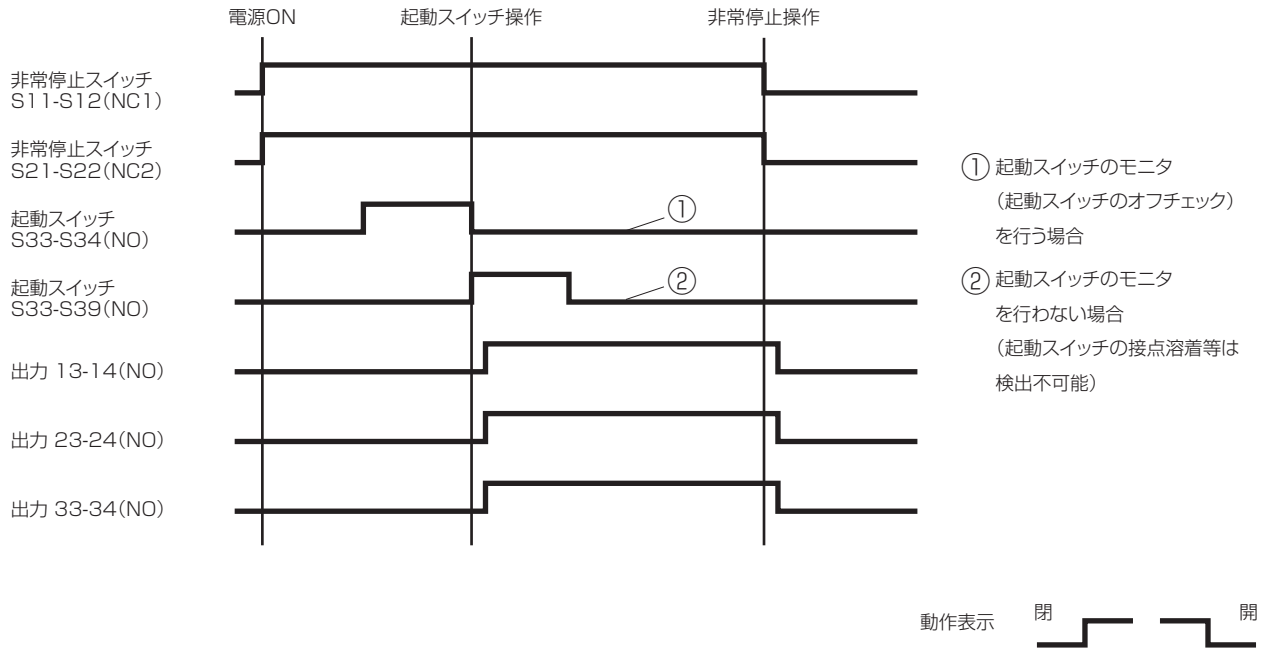 電源ON 起動スイッチ操作 非常停止操作
非常停止スイッチ
S11-S12(NC1)
非常停止スイッチ
S21-S22(NC2)
起動スイッチ
S33-S34(NO)
①
起動スイッチ
S33-S39(NO)
②
出力 13-14(NO)
出力 23-24(NO)
出力 33-34(NO)
① 起動スイッチのモニタ
(起動スイッチのオフチェック)
を行う場合
② 起動スイッチのモニタ
を行わない場合
(起動スイッチの接点溶着等は
検出不可能)
動作表示 閉 開